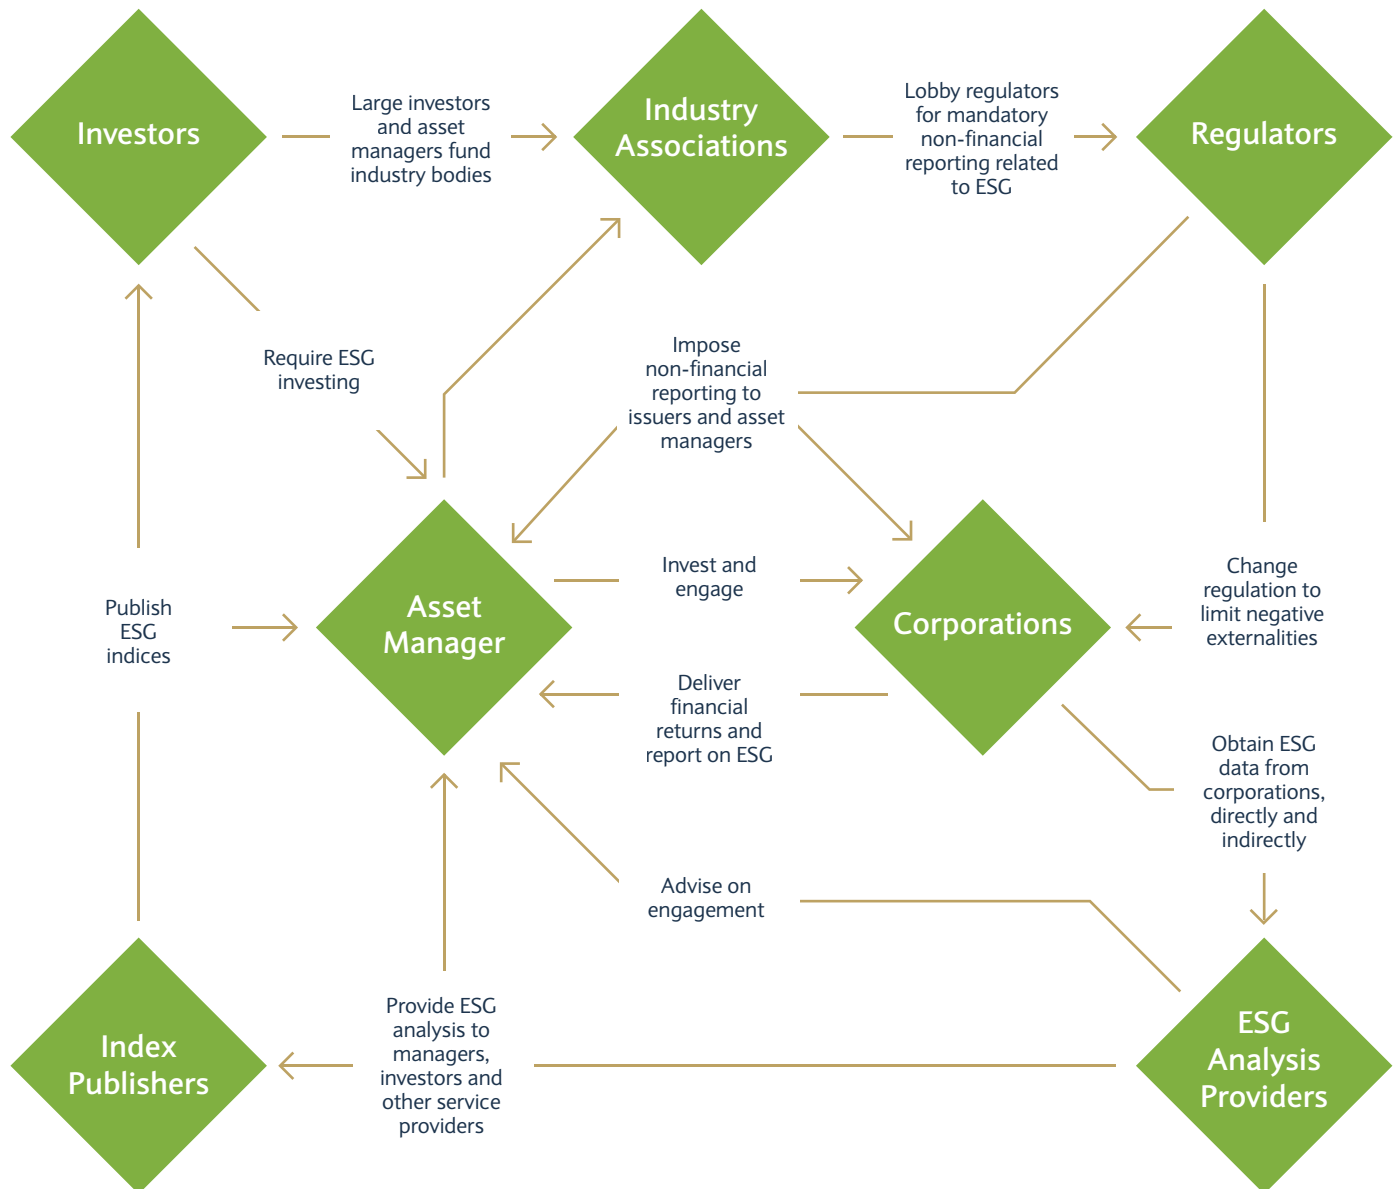 Investors
Large investors
and asset
managers fund
industry bodies
Industry
Associations
Lobby regulators
for mandatory
non-financial
reporting related
to ESG
Regulators
Require ESG
investing
Impose
non-financial
reporting to
issuers and asset
managers
Publish
ESG
indices
Asset
Manager
Invest and
engage
Corporations
Change
regulation to
limit negative
externalities
Deliver
financial
returns and
report on ESG
Obtain ESG
data from
corporations,
directly and
indirectly
Advise on
engagement
Index
Publishers
Provide ESG
analysis to
managers,
investors and
other service
providers
ESG
Analysis
Providers